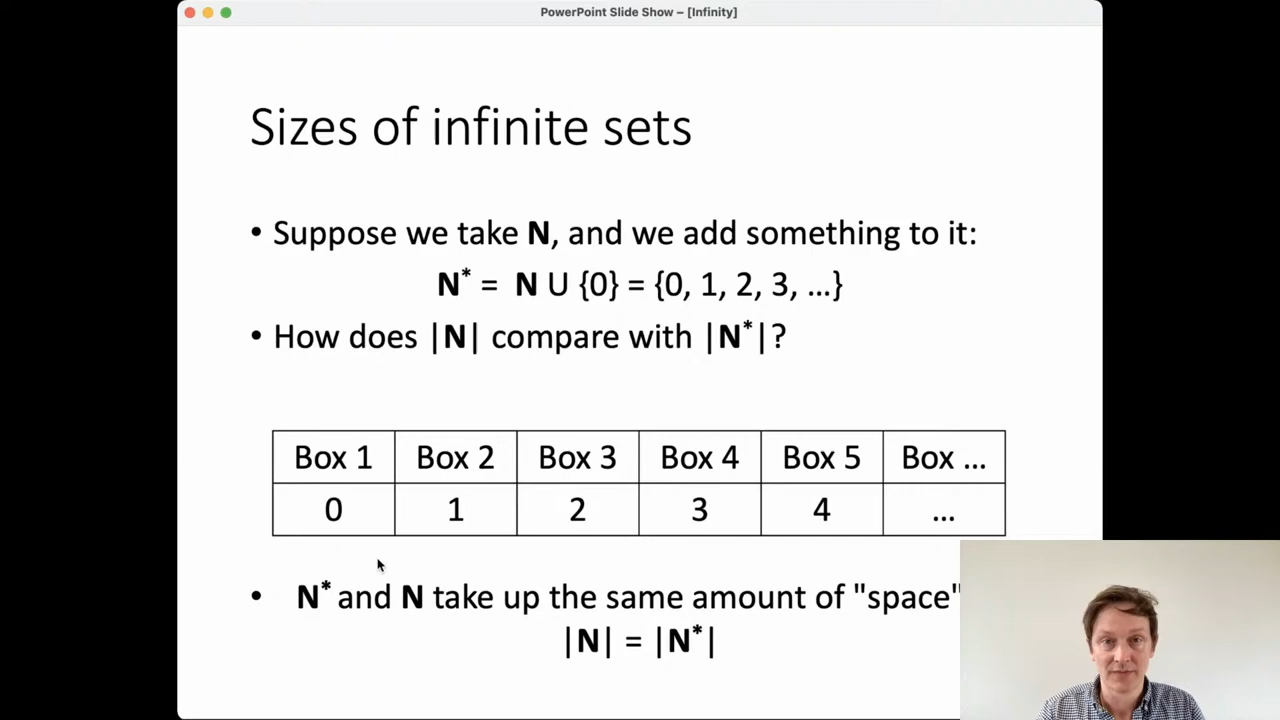 PowerPoint Slide Show – [Infinity]
Sizes of infinite sets
• Suppose we take N, and we add something to it:
N* = N U {0} = {0, 1, 2, 3, …}
• How does |N| compare with |N*|?
Box 1 Box 2 Box 3 Box 4 Box 5 Box …
0 1 2 3 4 …
• N* and N take up the same amount of "space"
|N| = |N*|